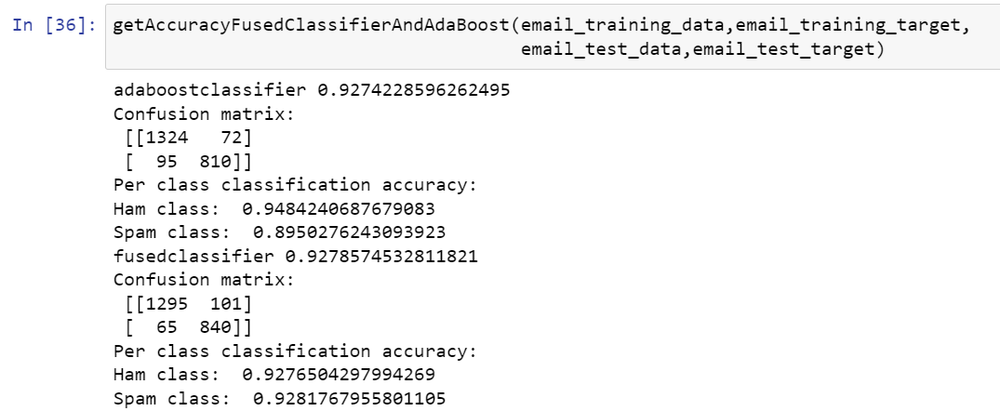 In [36]: getAccuracyFusedClassifierAndAdaBoost(email_training_data,email_training_target,
email_test_data,email_test_target)
adaboostclassifier 0.9274228596262495
Confusion matrix:
[[1324   72]
[  95  810]]
Per class classification accuracy:
Ham class:  0.9484240687679083
Spam class:  0.8950276243093923
fusedclassifier 0.9278574532811821
Confusion matrix:
[[1295  101]
[  65  840]]
Per class classification accuracy:
Ham class:  0.9276504297994269
Spam class:  0.9281767955801105